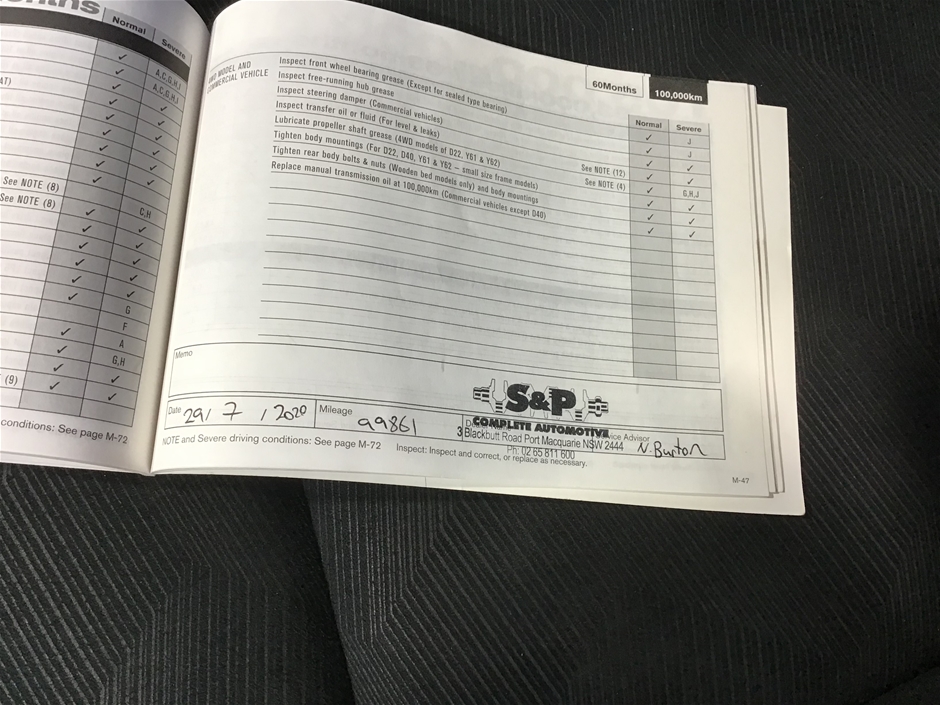 Normal Severe
✓ A,C,G,H,J
✓ A,C,G,H,J
✓ ✓
✓ ✓
✓ ✓
✓ ✓
✓ ✓
See NOTE (8)
See NOTE (8) ✓ C,H
✓ ✓
✓ ✓
✓ ✓
✓ ✓
✓ G
F
✓ A
✓ G,H
✓ ✓
(9) ✓ ✓
conditions: See page M-72
60Months 100,000km
Normal Severe
4WD MODEL AND
COMMERCIAL VEHICLE
Inspect front wheel bearing grease (Except for sealed type bearing) ✓ J
Inspect free-running hub grease ✓ J
Inspect steering damper (Commercial vehicles) ✓ ✓
Inspect transfer oil or fluid (For level & leaks) See NOTE (12) ✓ ✓
Lubricate propeller shaft grease (4WD models of D22, Y61 & Y62) See NOTE (4) ✓ G,H,J
Tighten body mountings (For D22, D40, Y61 & Y62 – small size frame models) ✓ ✓
Tighten rear body bolts & nuts (Wooden bed models only) and body mountings ✓ ✓
Replace manual transmission oil at 100,000km (Commercial vehicles except D40) ✓ ✓
Memo
Date 29/ 7 / 2020 Mileage 99861
S&P
COMPLETE AUTOMOTIVE
Service Advisor
3 Blackbutt Road Port Macquarie NSW 2444
N. Burton
Ph: 02 65 811 600
NOTE and Severe driving conditions: See page M-72 Inspect: Inspect and correct, or replace as necessary.
M-47